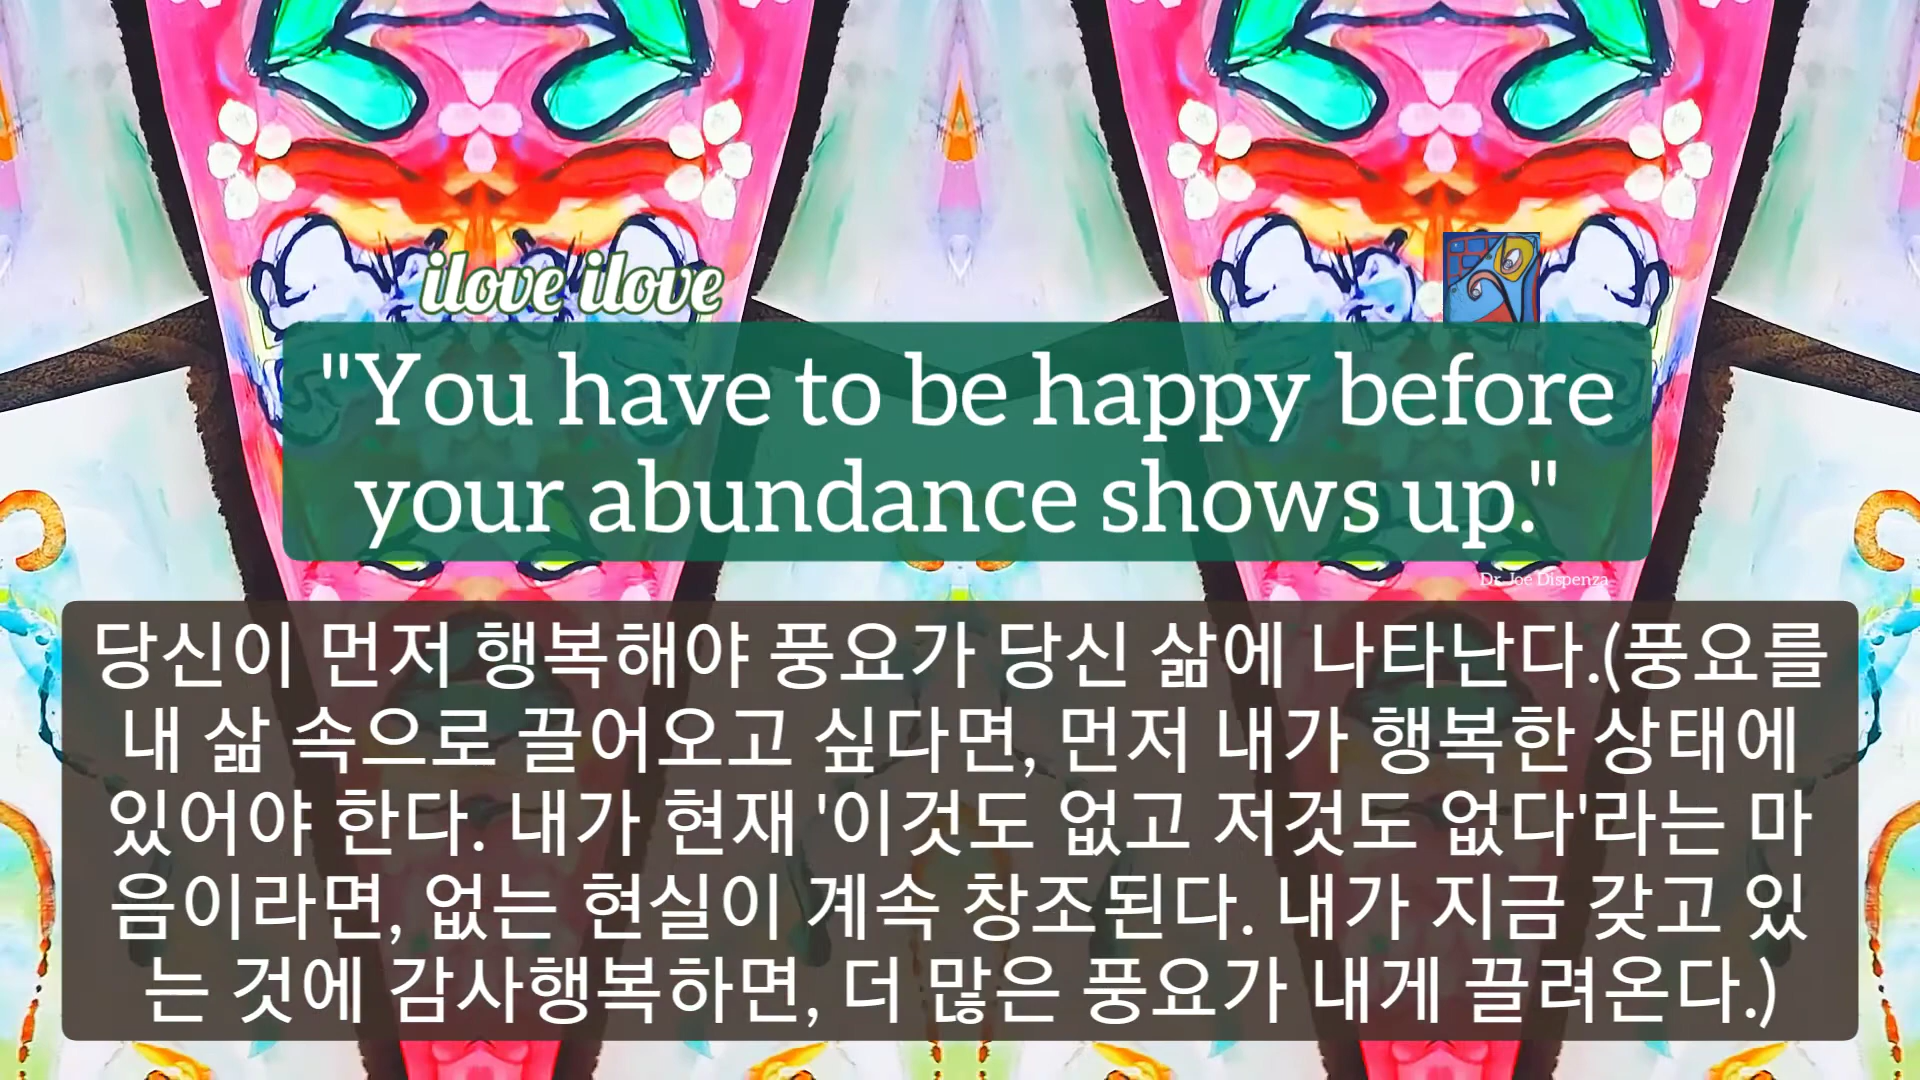 ilove ilove
"You have to be happy before
your abundance shows up."
Dr. Joe Dispenza
당신이 먼저 행복해야 풍요가 당신 삶에 나타난다.(풍요를
내 삶 속으로 끌어오고 싶다면, 먼저 내가 행복한 상태에
있어야 한다. 내가 현재 '이것도 없고 저것도 없다'라는 마
음이라면, 없는 현실이 계속 창조된다. 내가 지금 갖고 있
는 것에 감사행복하면, 더 많은 풍요가 내게 끌려온다.)